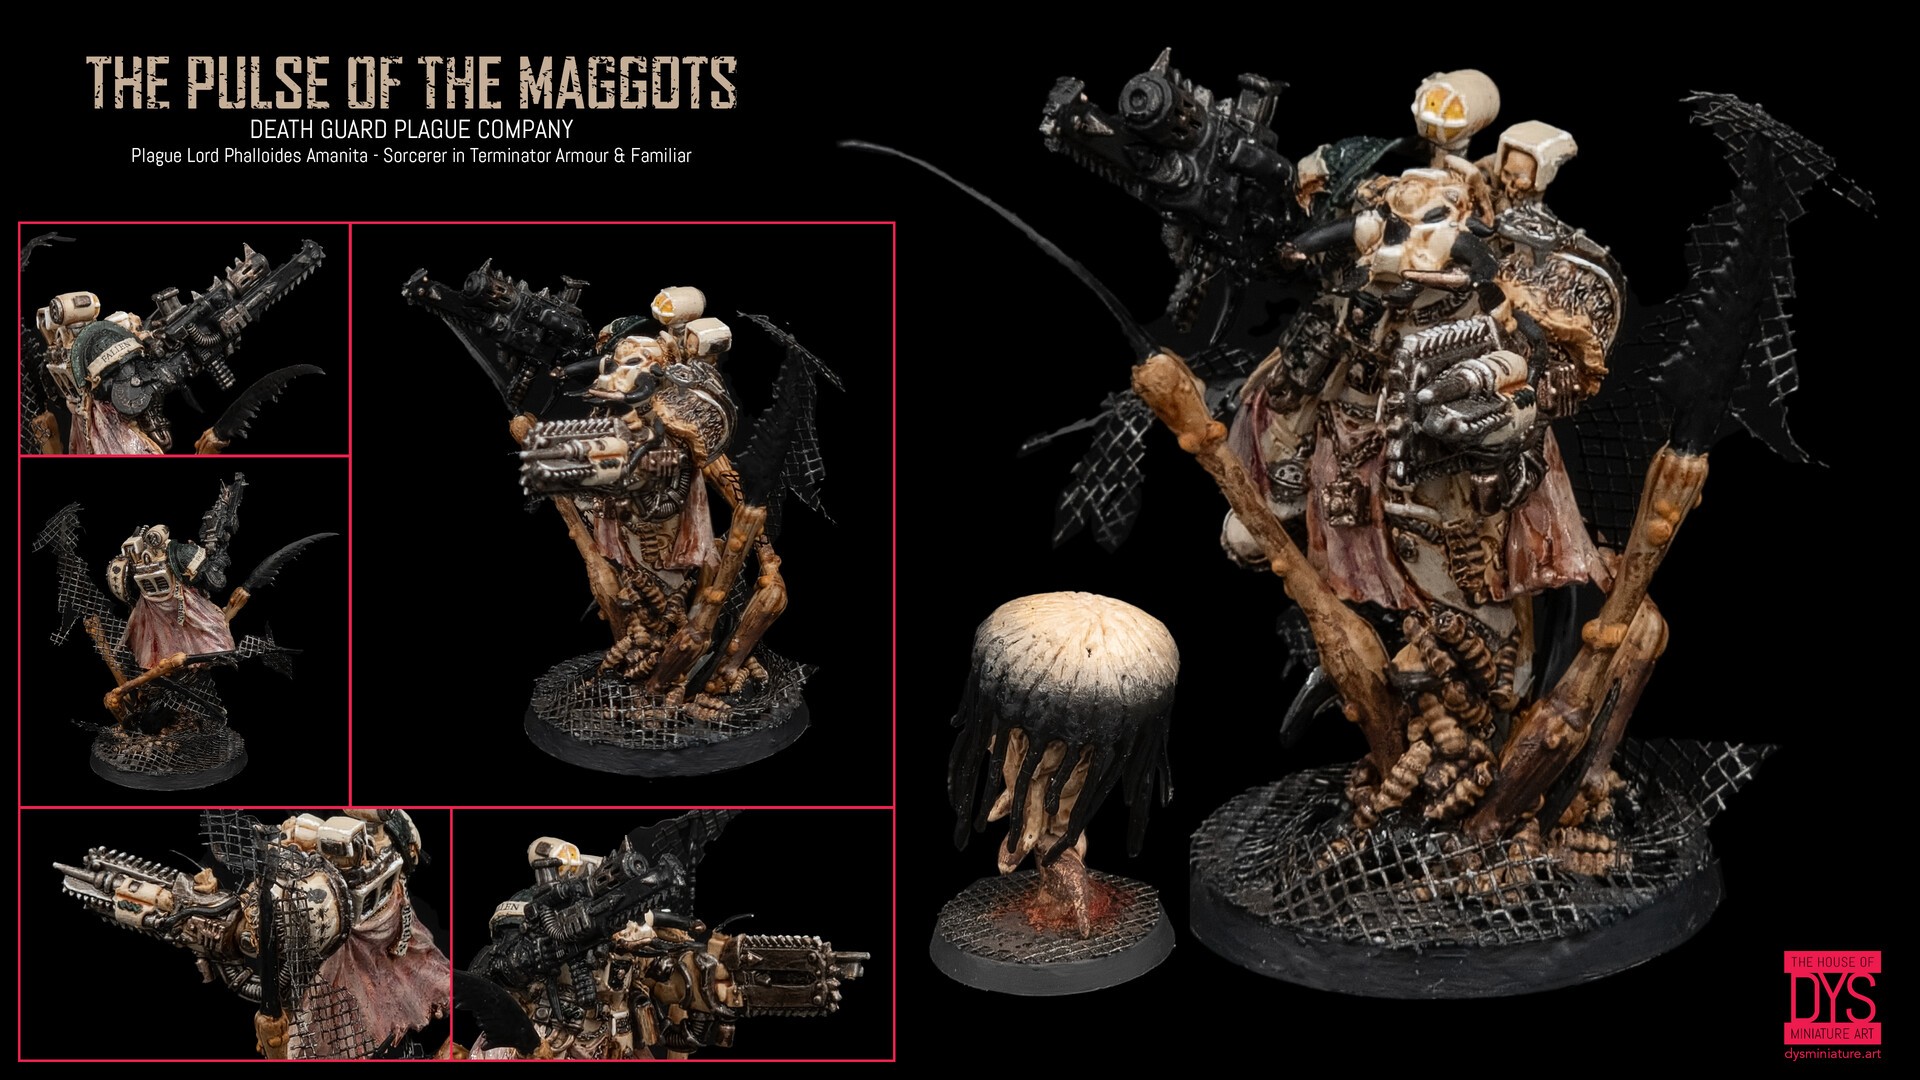 THE PULSE OF THE MAGGOTS
DEATH GUARD PLAGUE COMPANY
Plague Lord Phalloides Amanita - Sorcerer in Terminator Armour & Familiar
FALLEN
THE HOUSE OF
DYS
MINIATURE ART
dysminiature.art